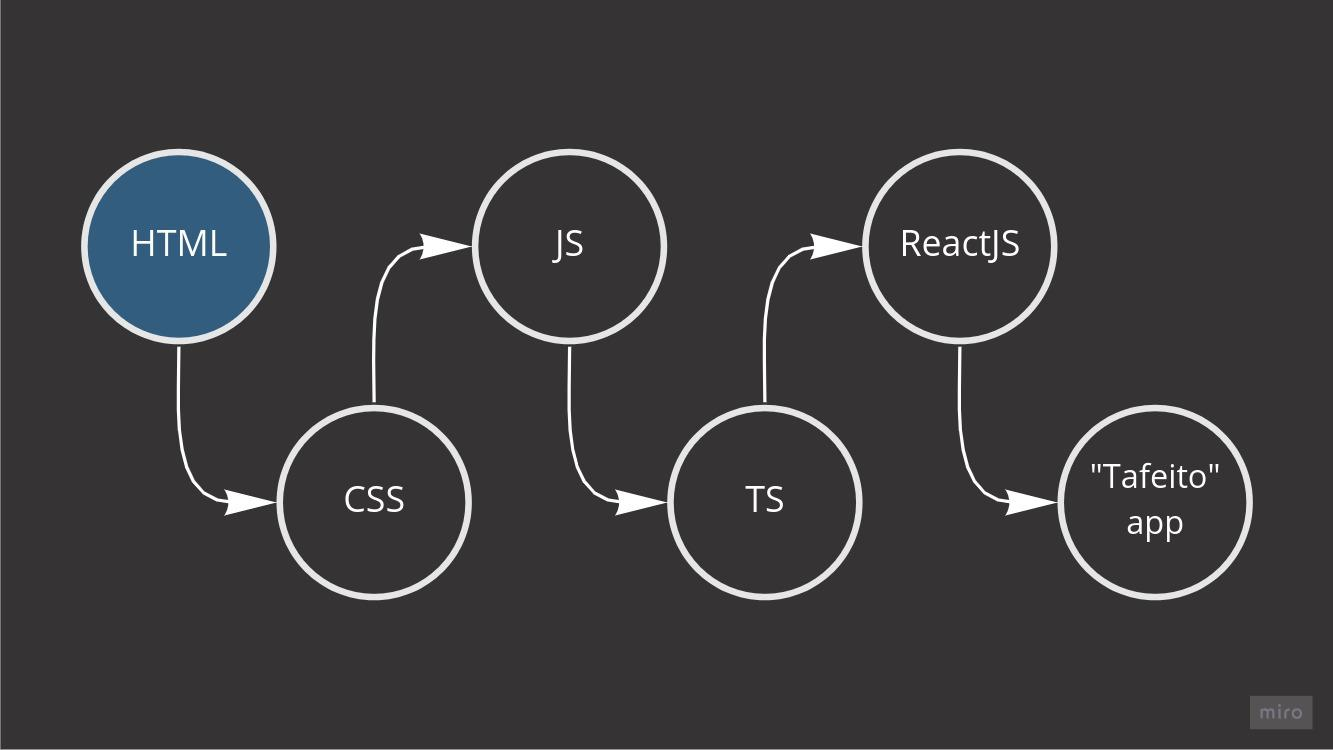 HTML
CSS
JS
TS
ReactJS
"Tafeito"
app
miro